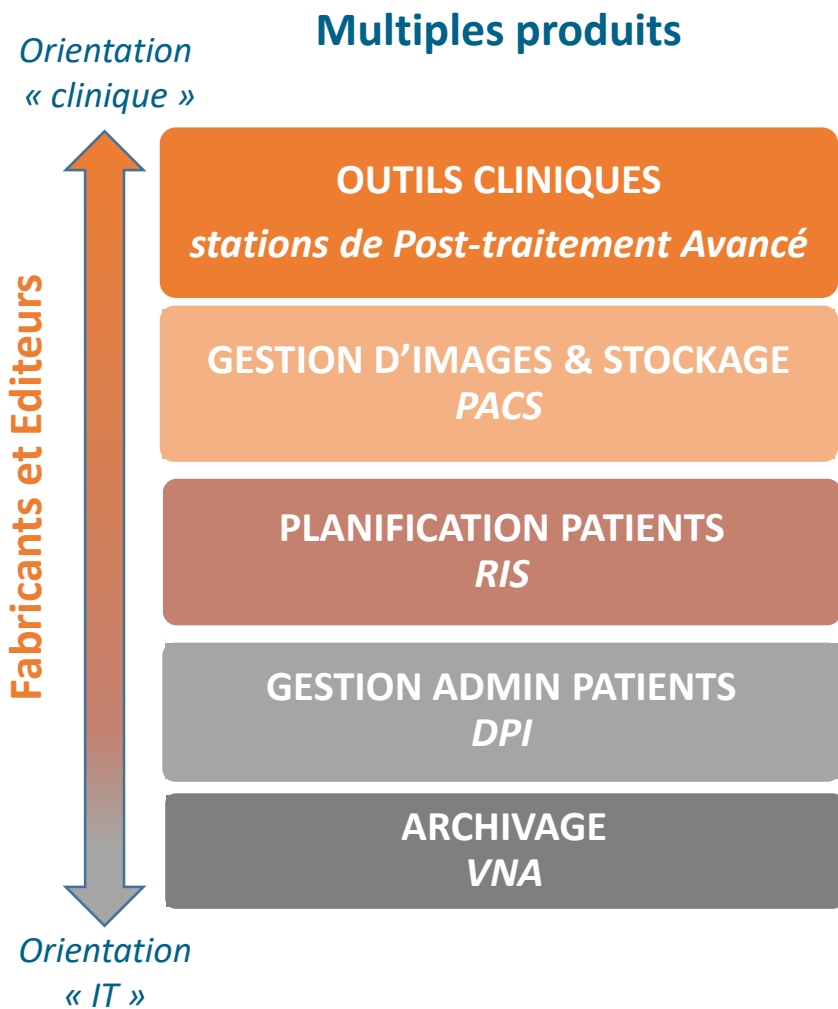 Multiples produits
Orientation
« clinique »
Fabricants et Editeurs
OUTILS CLINIQUES
stations de Post-traitement Avancé
GESTION D’IMAGES & STOCKAGE
PACS
PLANIFICATION PATIENTS
RIS
GESTION ADMIN PATIENTS
DPI
ARCHIVAGE
VNA
Orientation
« IT »